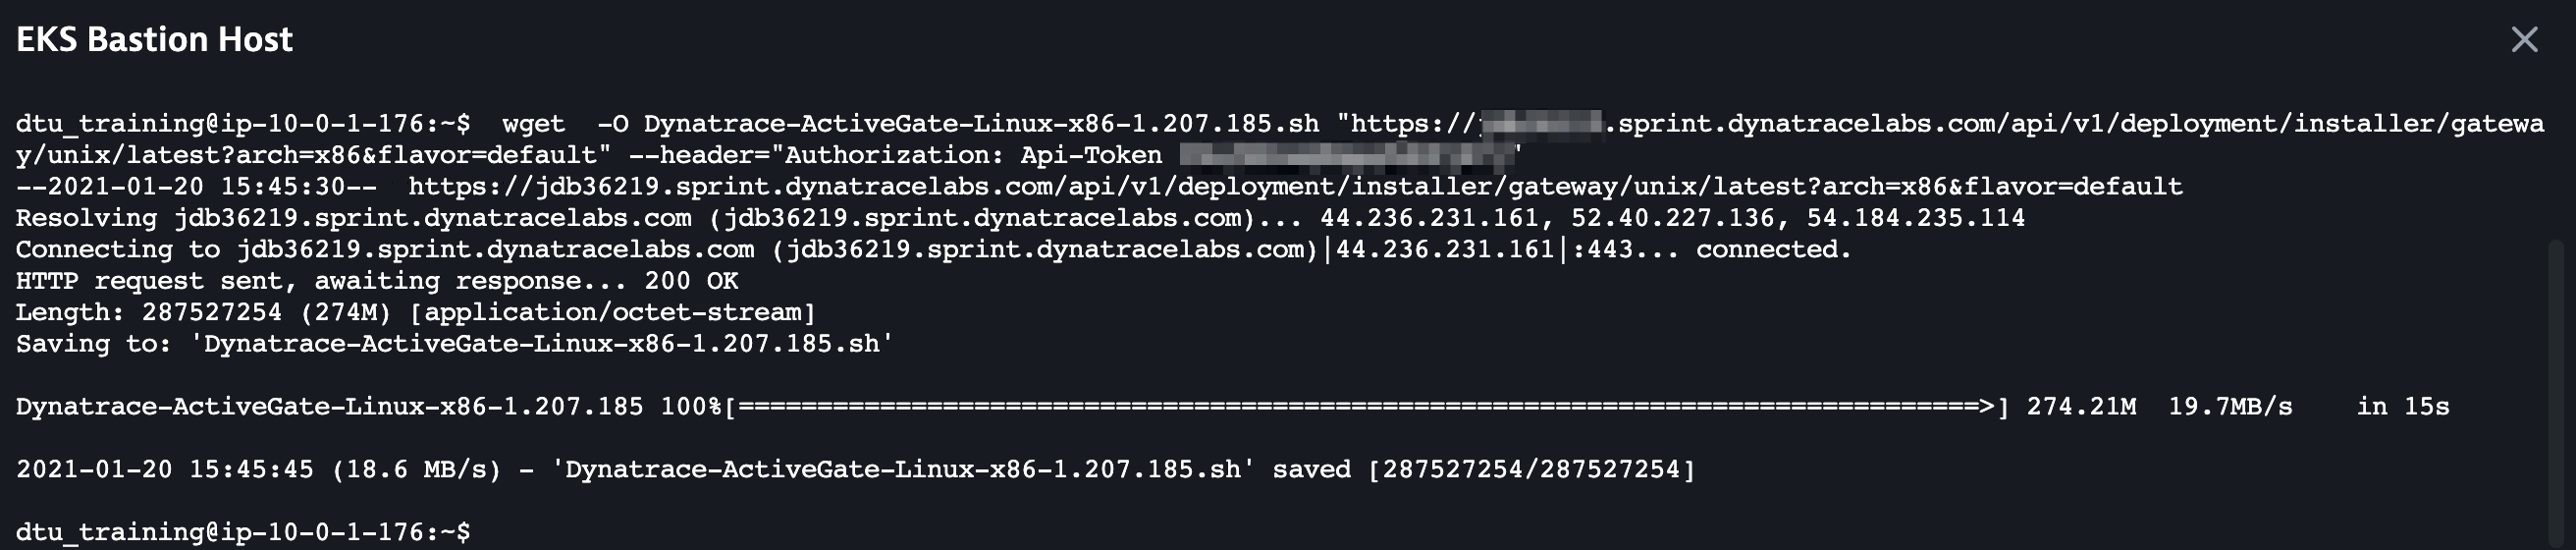 EKS Bastion Host
dtu_training@ip-10-0-1-176:~$  wget  -O Dynatrace-ActiveGate-Linux-x86-1.207.185.sh "https:// .sprint.dynatracelabs.com/api/v1/deployment/installer/gatewa
y/unix/latest?arch=x86&flavor=default" --header="Authorization: Api-Token
--2021-01-20 15:45:30--  https://jdb36219.sprint.dynatracelabs.com/api/v1/deployment/installer/gateway/unix/latest?arch=x86&flavor=default
Resolving jdb36219.sprint.dynatracelabs.com (jdb36219.sprint.dynatracelabs.com)... 44.236.231.161, 52.40.227.136, 54.184.235.114
Connecting to jdb36219.sprint.dynatracelabs.com (jdb36219.sprint.dynatracelabs.com)|44.236.231.161|:443... connected.
HTTP request sent, awaiting response... 200 OK
Length: 287527254 (274M) [application/octet-stream]
Saving to: 'Dynatrace-ActiveGate-Linux-x86-1.207.185.sh'
Dynatrace-ActiveGate-Linux-x86-1.207.185 100%[===============================================================================>] 274.21M  19.7MB/s    in 15s
2021-01-20 15:45:45 (18.6 MB/s) - 'Dynatrace-ActiveGate-Linux-x86-1.207.185.sh' saved [287527254/287527254]
dtu_training@ip-10-0-1-176:~$